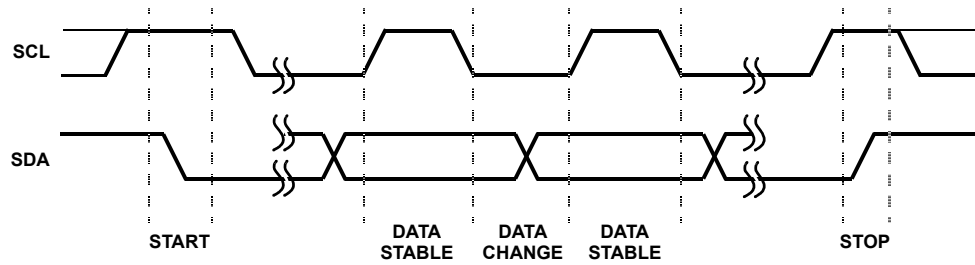 SCL
SDA
START
DATA
STABLE
DATA
CHANGE
DATA
STABLE
STOP